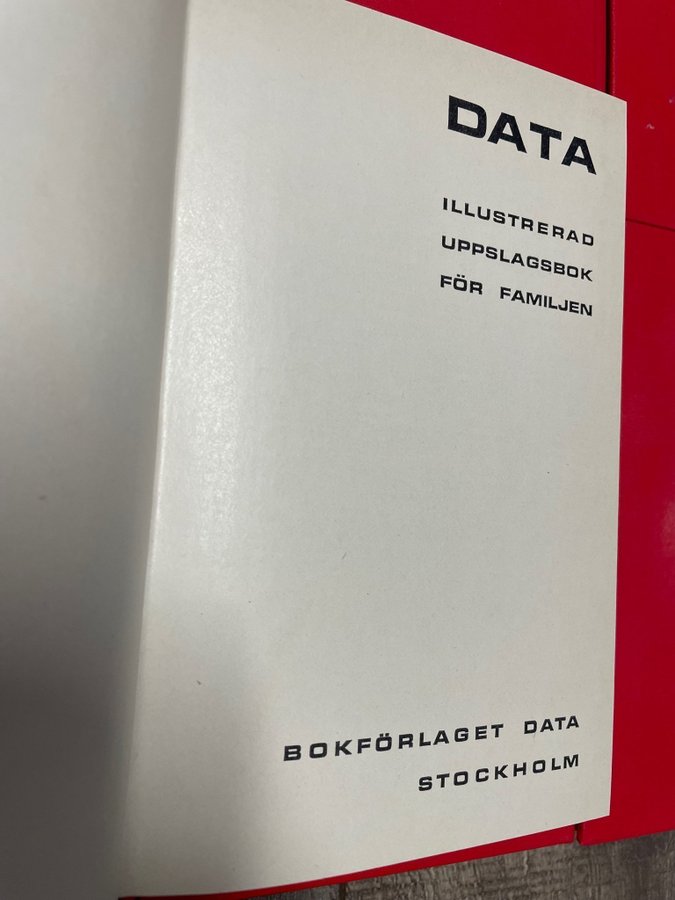 DATA
ILLUSTRERAD
UPPSLAGSBOK
FÖR FAMILJEN
BOKFÖRLAGET DATA
STOCKHOLM